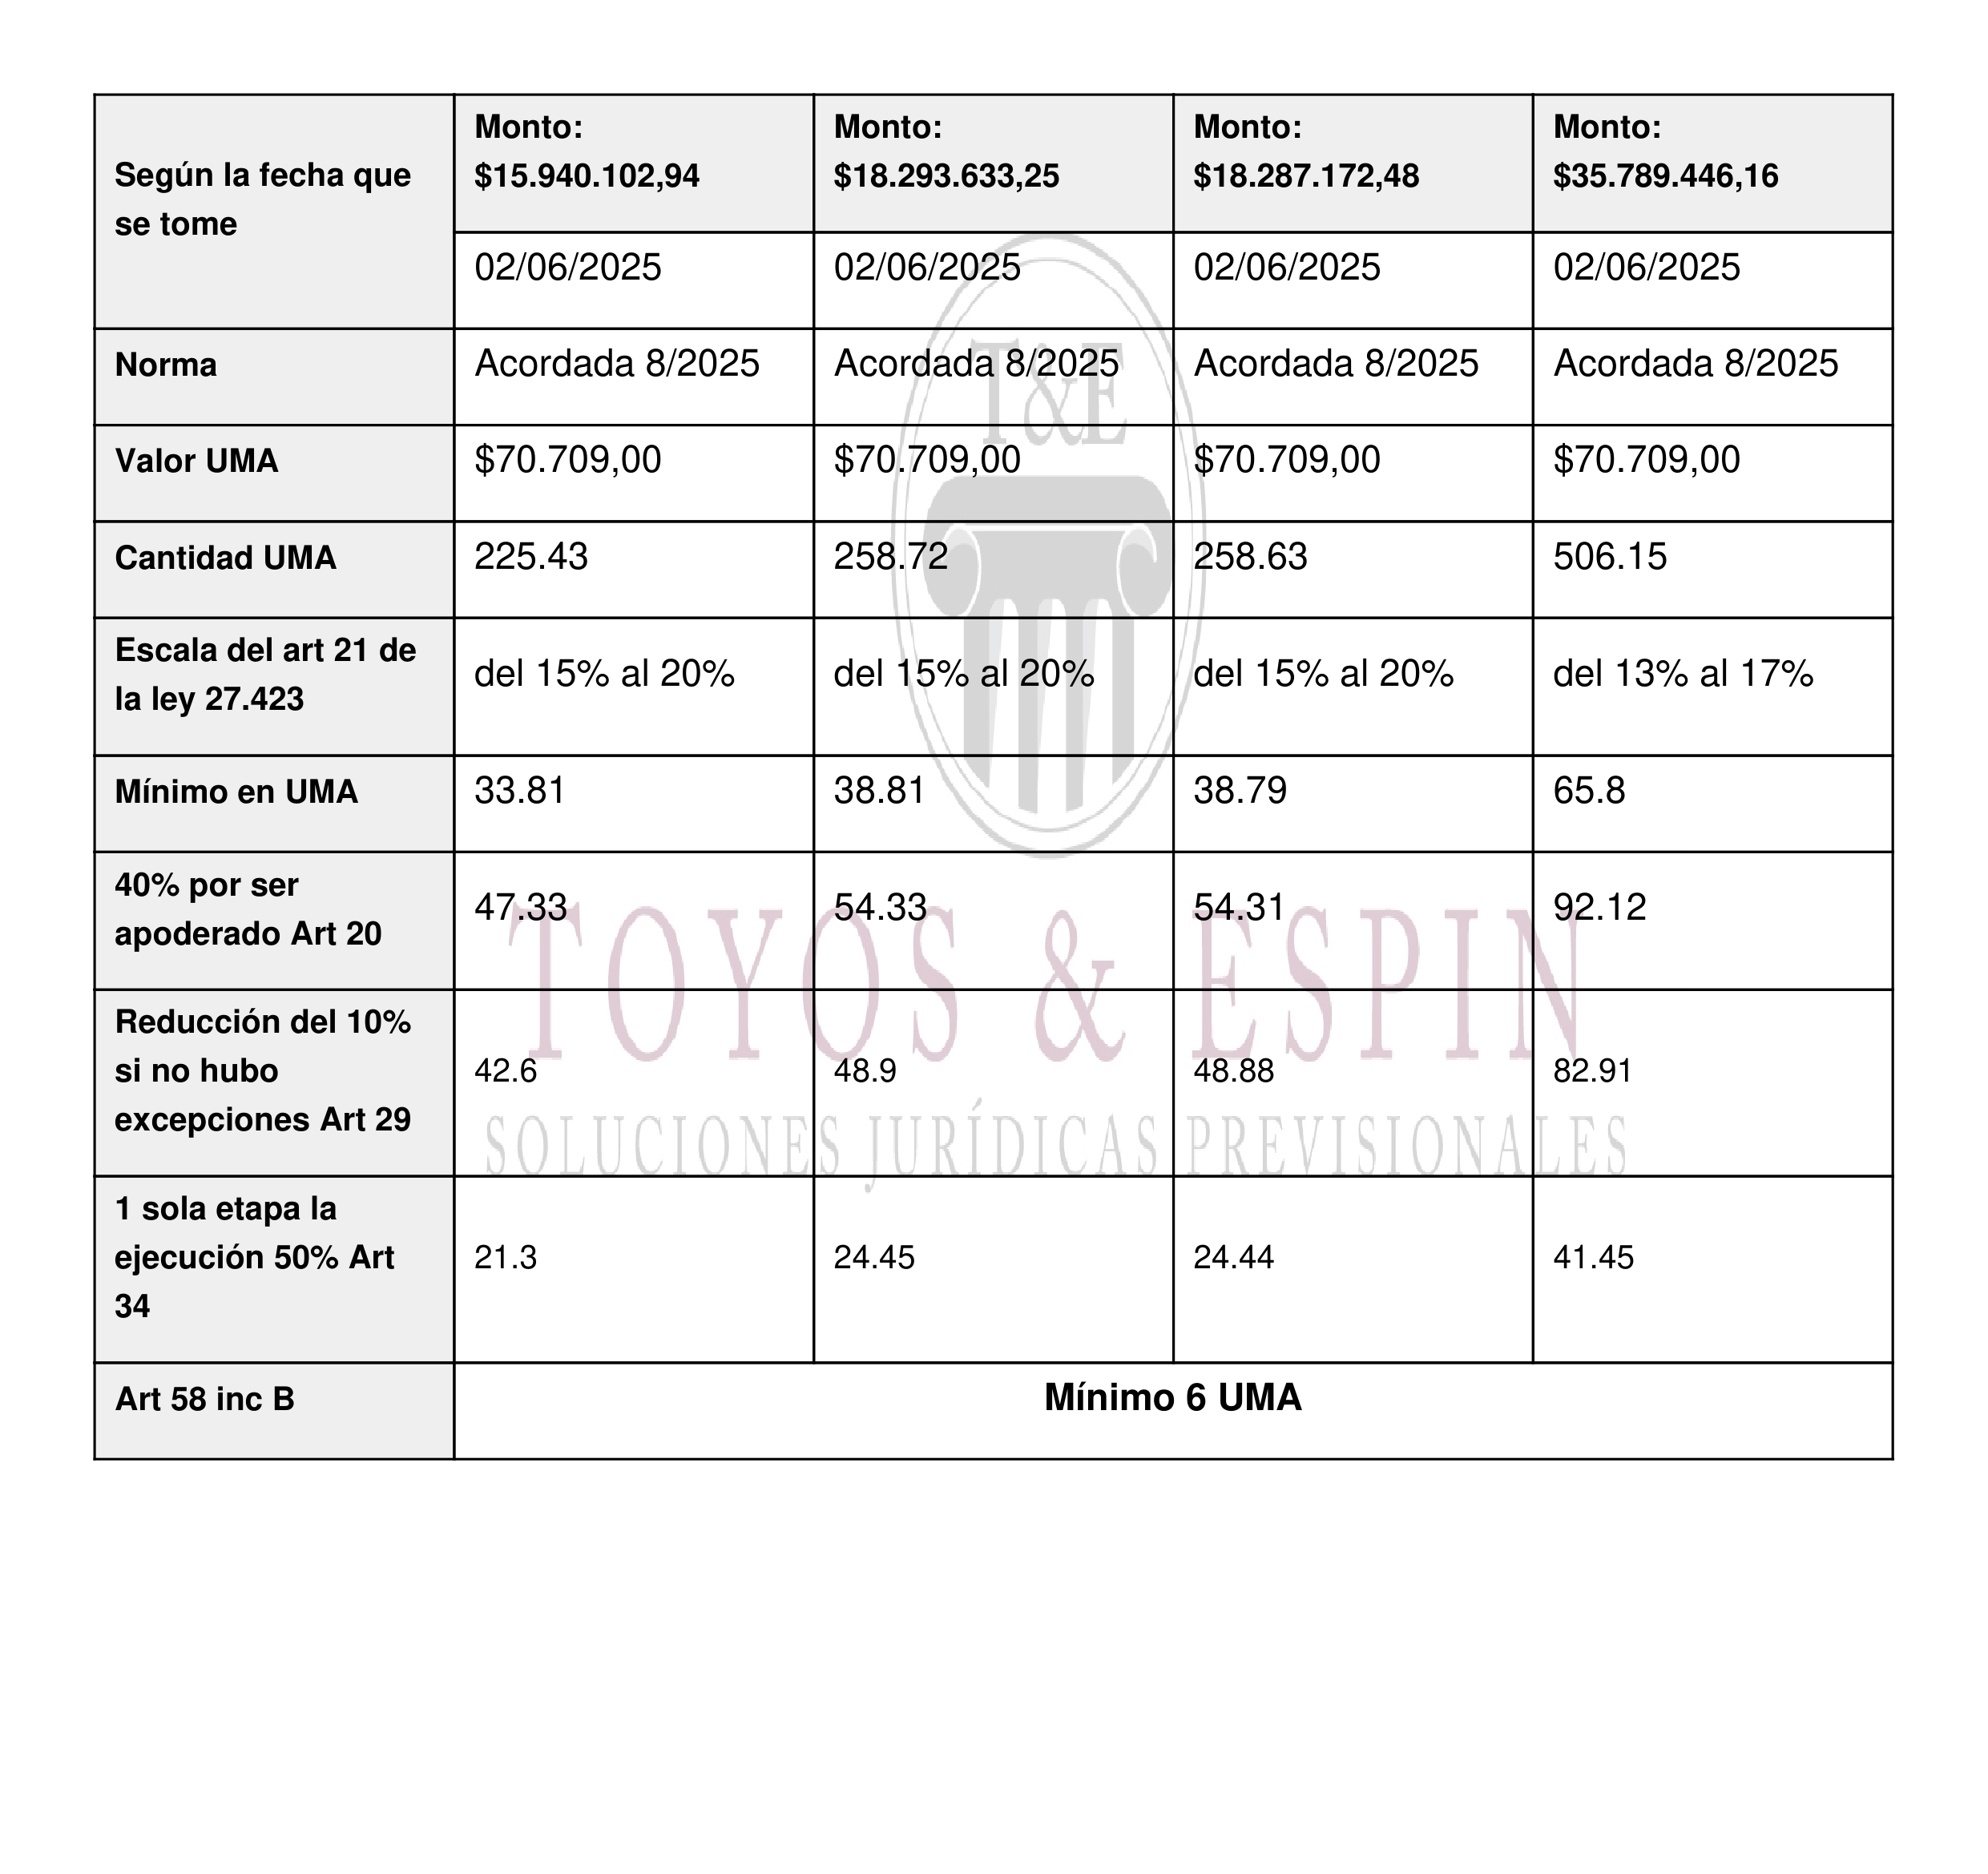 Según la fecha que
se tome
Monto:
$15.940.102,94
Monto:
$18.293.633,25
Monto:
$18.287.172,48
Monto:
$35.789.446,16
02/06/2025
02/06/2025
02/06/2025
02/06/2025
Norma
Acordada 8/2025
Acordada 8/2025
Acordada 8/2025
Acordada 8/2025
Valor UMA
$70.709,00
$70.709,00
$70.709,00
$70.709,00
Cantidad UMA
225.43
258.72
258.63
506.15
Escala del art 21 de
la ley 27.423
del 15% al 20%
del 15% al 20%
del 15% al 20%
del 13% al 17%
Mínimo en UMA
33.81
38.81
38.79
65.8
40% por ser
apoderado Art 20
47.33
54.33
54.31
92.12
Reducción del 10%
si no hubo
excepciones Art 29
42.6
48.9
48.88
82.91
1 sola etapa la
ejecución 50% Art
34
21.3
24.45
24.44
41.45
Art 58 inc B
Mínimo 6 UMA
T&E
TOYOS & ESPIN
SOLUCIONES JURÍDICAS PREVISIONALES